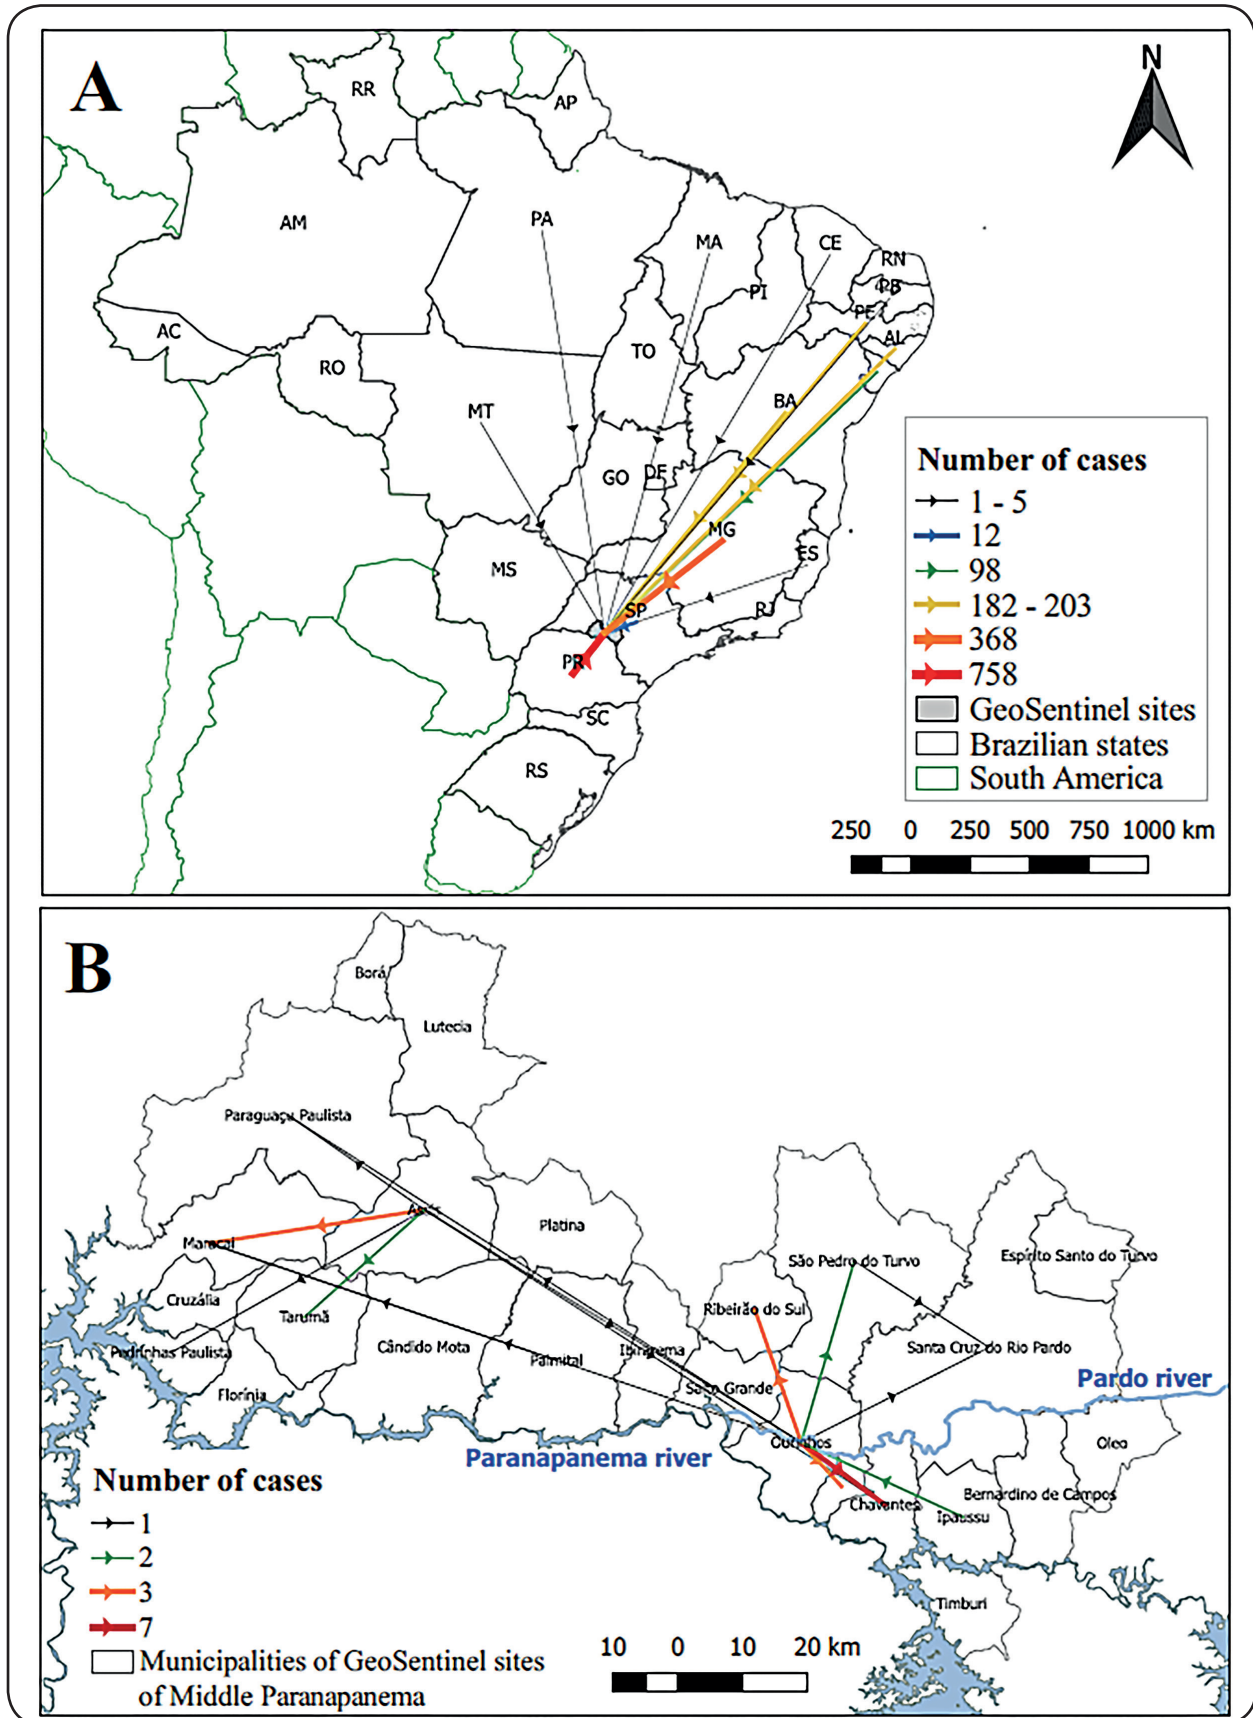 A
N
RR
AP
AM
PA
MA
CE
RN
PB
PI
PE
AL
AC
RO
TO
BA
MT
GO
DF
MG
MS
ES
SP
RJ
PR
SC
RS
Number of cases
1 - 5
12
98
182 - 203
368
758
GeoSentinel sites
Brazilian states
South America
250 0 250 500 750 1000 km
B
Borá
Lutecia
Paraguaçu Paulista
Assis
Maracaí
Platina
São Pedro do Turvo
Espírito Santo do Turvo
Cruzália
Tarumã
Ribeirão do Sul
Pedrinhas Paulista
Cândido Mota
Palmital
Ibirarema
Santa Cruz do Rio Pardo
Florínia
Salto Grande
Pardo river
Ourinhos
Óleo
Paranapanema river
Chavantes
Bernardino de Campos
Ipaussu
Timburi
Number of cases
1
2
3
7
Municipalities of GeoSentinel sites
of Middle Paranapanema
10 0 10 20 km